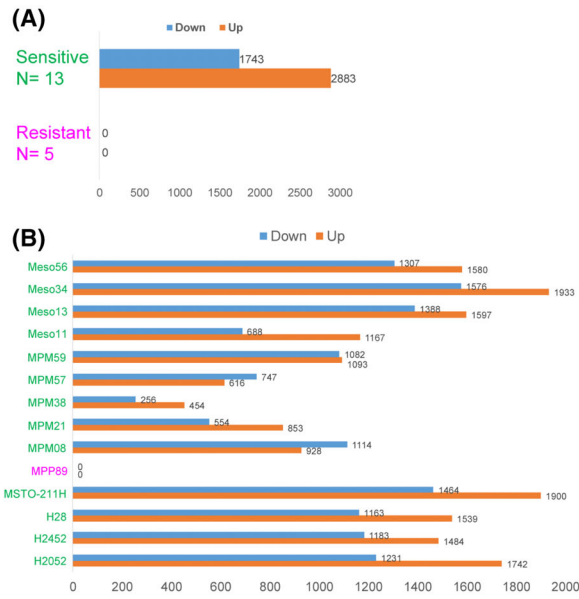 (A)
Down Up
Sensitive
N= 13
1743
2883
Resistant
N= 5
0
0
0 500 1000 1500 2000 2500 3000
(B)
Down Up
Meso56 1307
1580
Meso34 1576
1933
Meso13 1388
1597
Meso11 688
1167
MPM59 1082
1093
MPM57 747
616
MPM38 256
454
MPM21 554
853
MPM08 1114
928
MPP89 0
0
MSTO-211H 1464
1900
H28 1163
1539
H2452 1183
1484
H2052 1231
1742
0 200 400 600 800 1000 1200 1400 1600 1800 2000